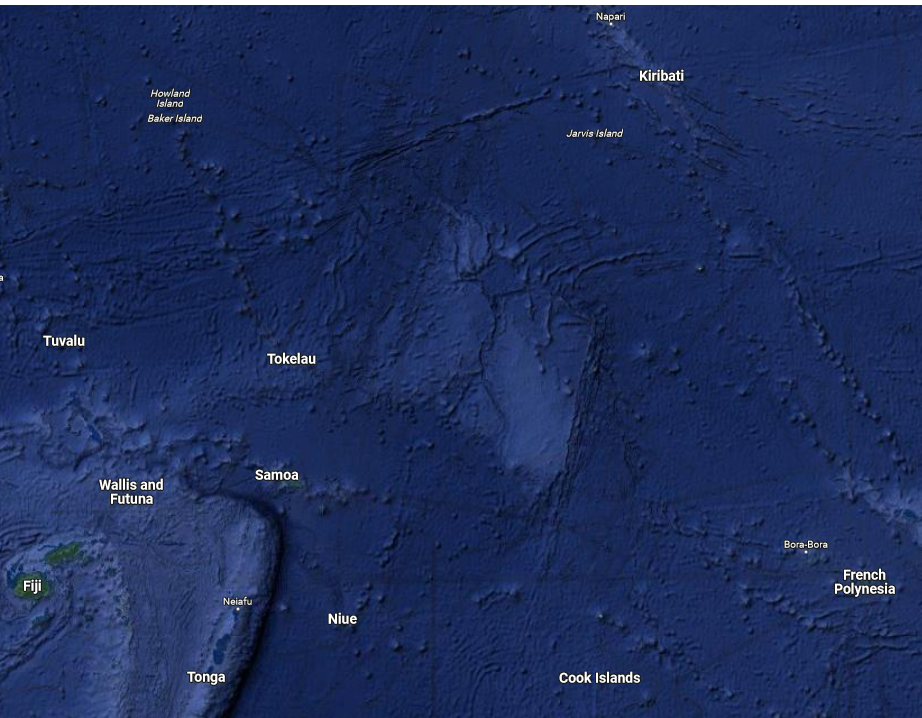 Napari
Kiribati
Howland
Island
Baker Island
Jarvis Island
a
Tuvalu
Tokelau
Samoa
Wallis and
Futuna
Bora-Bora
Fiji
French
Polynesia
Neiafu
Niue
Tonga
Cook Islands